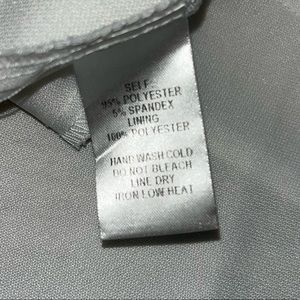 SELF:
95% POLYESTER
5% SPANDEX
LINING
100% POLYESTER
HAND WASH COLD
DO NOT BLEACH
LINE DRY
IRON LOW HEAT